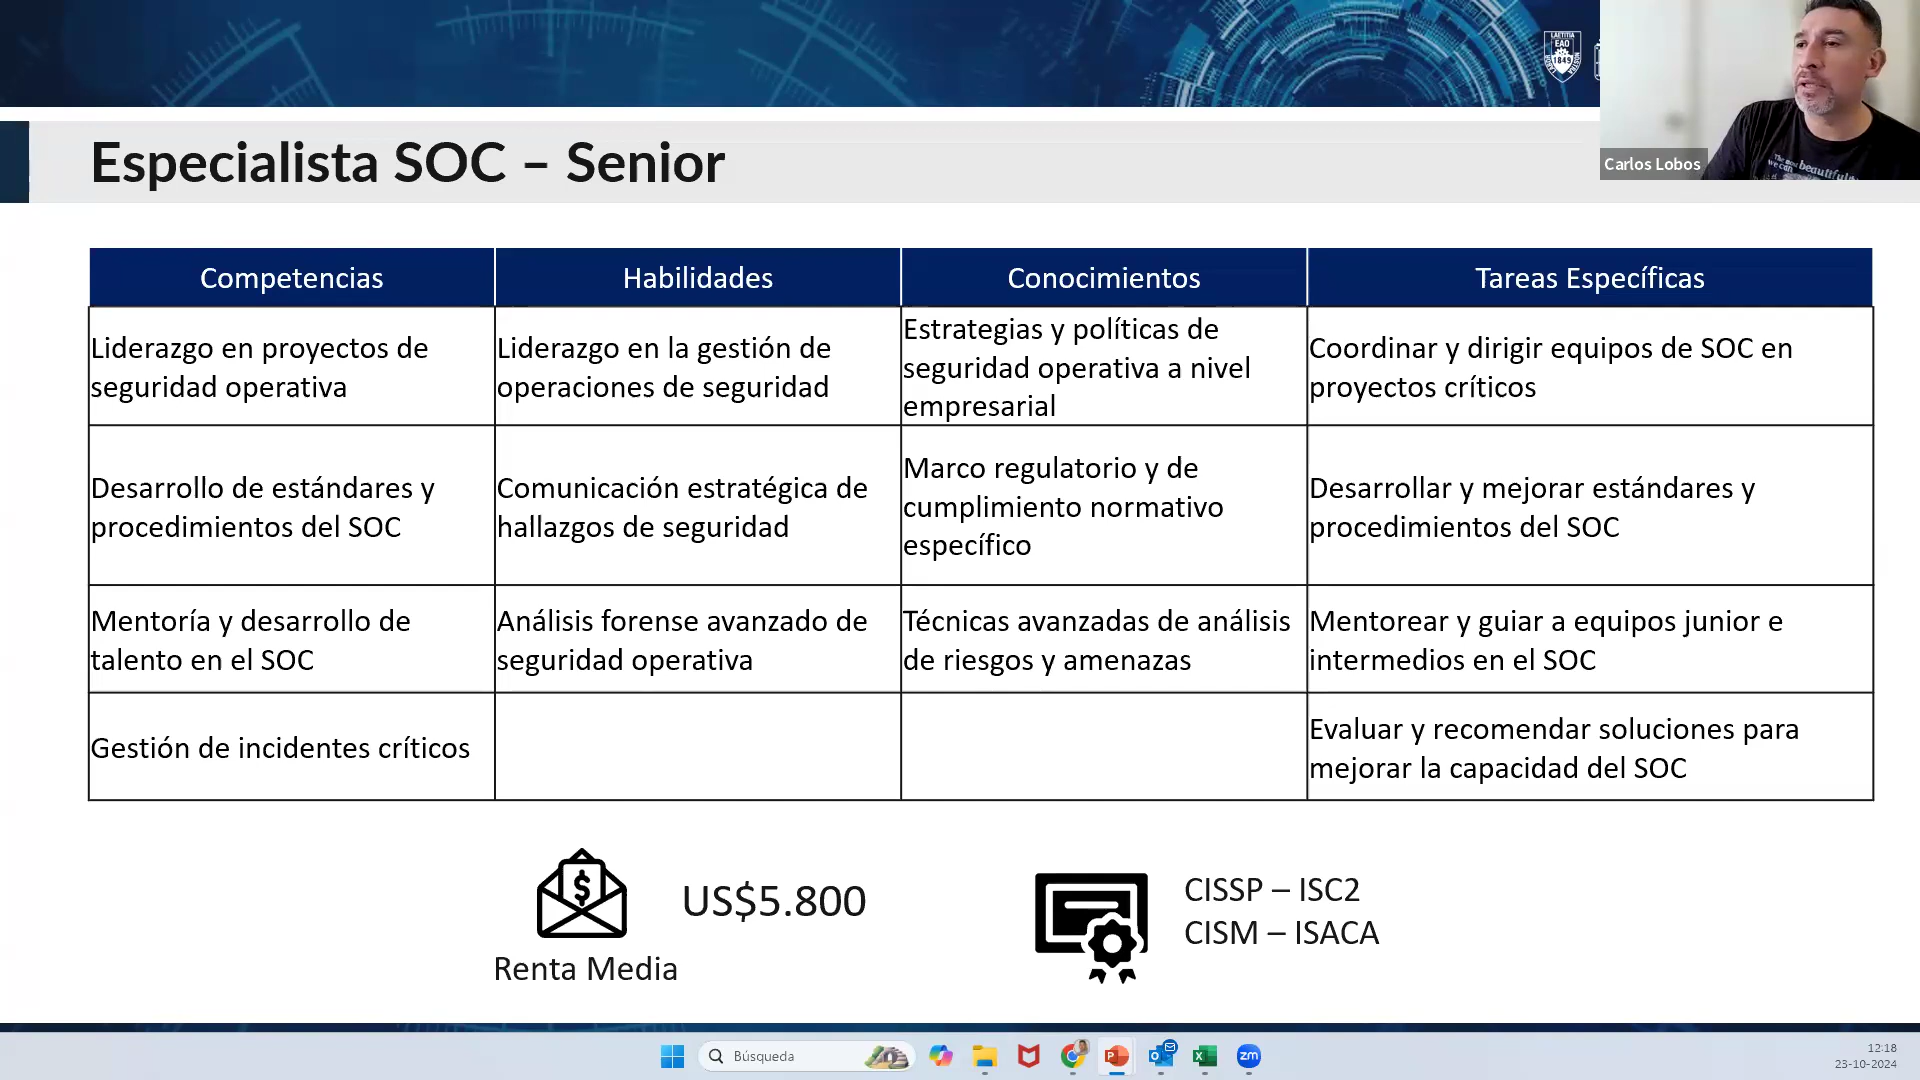 LAETITIA
EAO
1849
Carlos Lobos
Especialista SOC – Senior
Competencias
Habilidades
Conocimientos
Tareas Específicas
Liderazgo en proyectos de
seguridad operativa
Liderazgo en la gestión de
operaciones de seguridad
Estrategias y políticas de
seguridad operativa a nivel
empresarial
Coordinar y dirigir equipos de SOC en
proyectos críticos
Desarrollo de estándares y
procedimientos del SOC
Comunicación estratégica de
hallazgos de seguridad
Marco regulatorio y de
cumplimiento normativo
específico
Desarrollar y mejorar estándares y
procedimientos del SOC
Mentoría y desarrollo de
talento en el SOC
Análisis forense avanzado de
seguridad operativa
Técnicas avanzadas de análisis
de riesgos y amenazas
Mentorear y guiar a equipos junior e
intermedios en el SOC
Gestión de incidentes críticos
Evaluar y recomendar soluciones para
mejorar la capacidad del SOC
US$5.800
Renta Media
CISSP – ISC2
CISM – ISACA
Búsqueda
zm
12:18
23-10-2024